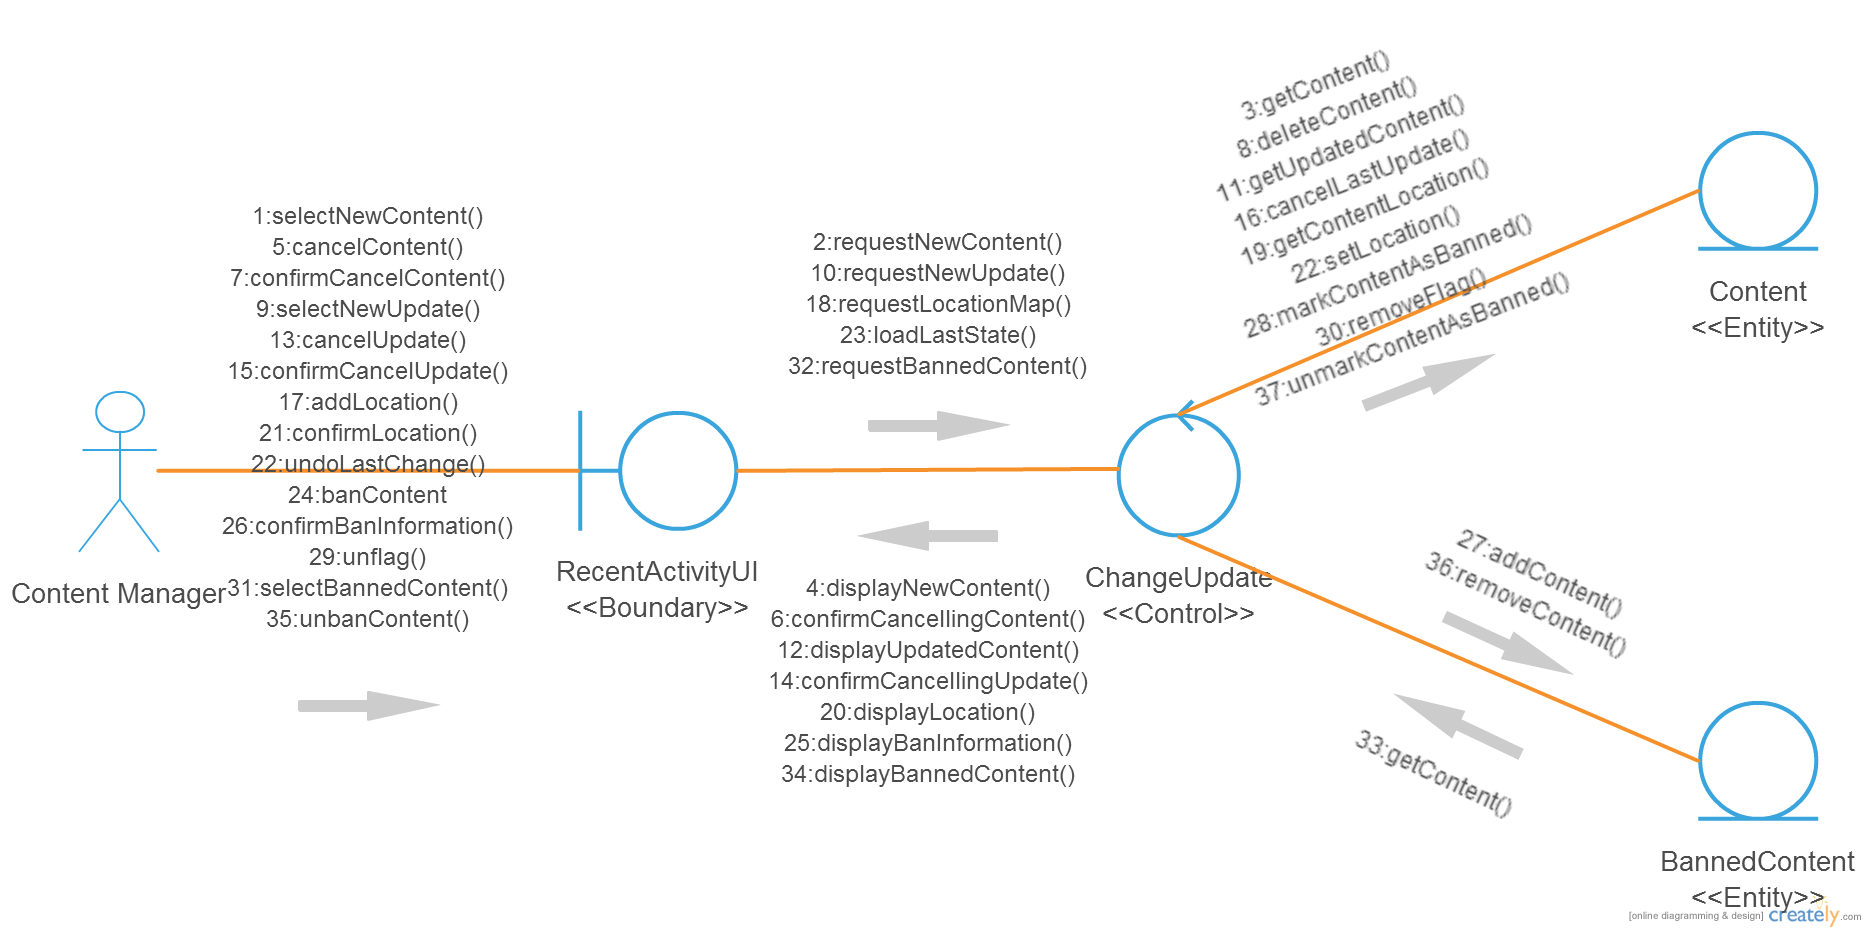 1:selectNewContent()
5:cancelContent()
7:confirmCancelContent()
9:selectNewUpdate()
13:cancelUpdate()
15:confirmCancelUpdate()
17:addLocation()
21:confirmLocation()
22:undoLastChange()
24:banContent
26:confirmBanInformation()
29:unflag()
31:selectBannedContent()
35:unbanContent()
Content Manager
RecentActivityUI
<<Boundary>>
2:requestNewContent()
10:requestNewUpdate()
18:requestLocationMap()
23:loadLastState()
32:requestBannedContent()
4:displayNewContent()
6:confirmCancellingContent()
12:displayUpdatedContent()
14:confirmCancellingUpdate()
20:displayLocation()
25:displayBanInformation()
34:displayBannedContent()
ChangeUpdate
<<Control>>
3:getContent()
8:deleteContent()
11:getUpdatedContent()
16:cancelLastUpdate()
19:getContentLocation()
22:setLocation()
28:markContentAsBanned()
30:removeFlag()
37:unmarkContentAsBanned()
Content
<<Entity>>
27:addContent()
36:removeContent()
33:getContent()
BannedContent
<<Entity>>
[online diagramming & design] creately.com